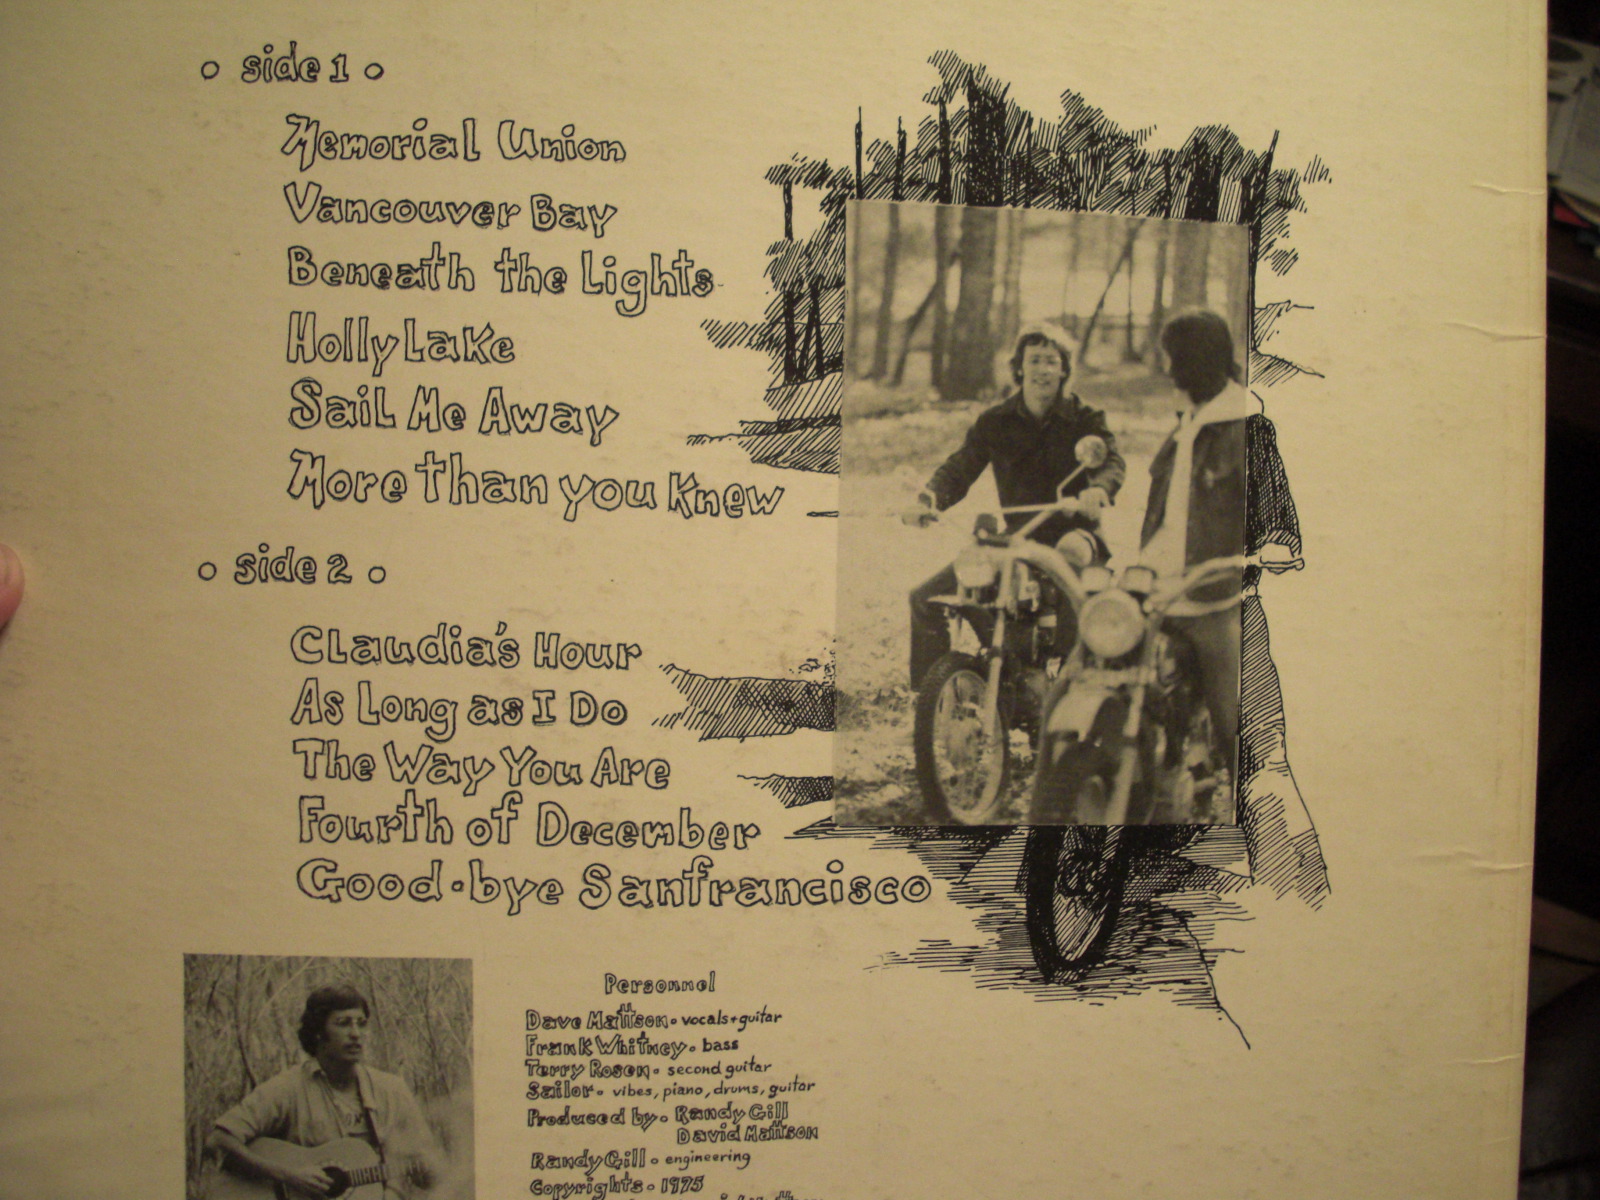 • side 1 •
Memorial Union
Vancouver Bay
Beneath the Lights
Holly Lake
Sail Me Away
More than you Knew
• side 2 •
Claudia's Hour
As Long as I Do
The Way You Are
Fourth of December
Good-bye Sanfrancisco
Personnel
Dave Mattson • vocals + guitar
Frank Whitney • bass
Terry Rosen • second guitar
Sailor • vibes, piano, drums, guitar
Produced by • Randy Gill
David Mattson
Randy Gill • engineering
Copyrights • 1975